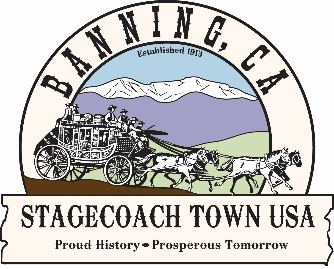 BANNING, CA
Established 1913
STAGECOACH TOWN USA
Proud History • Prosperous Tomorrow